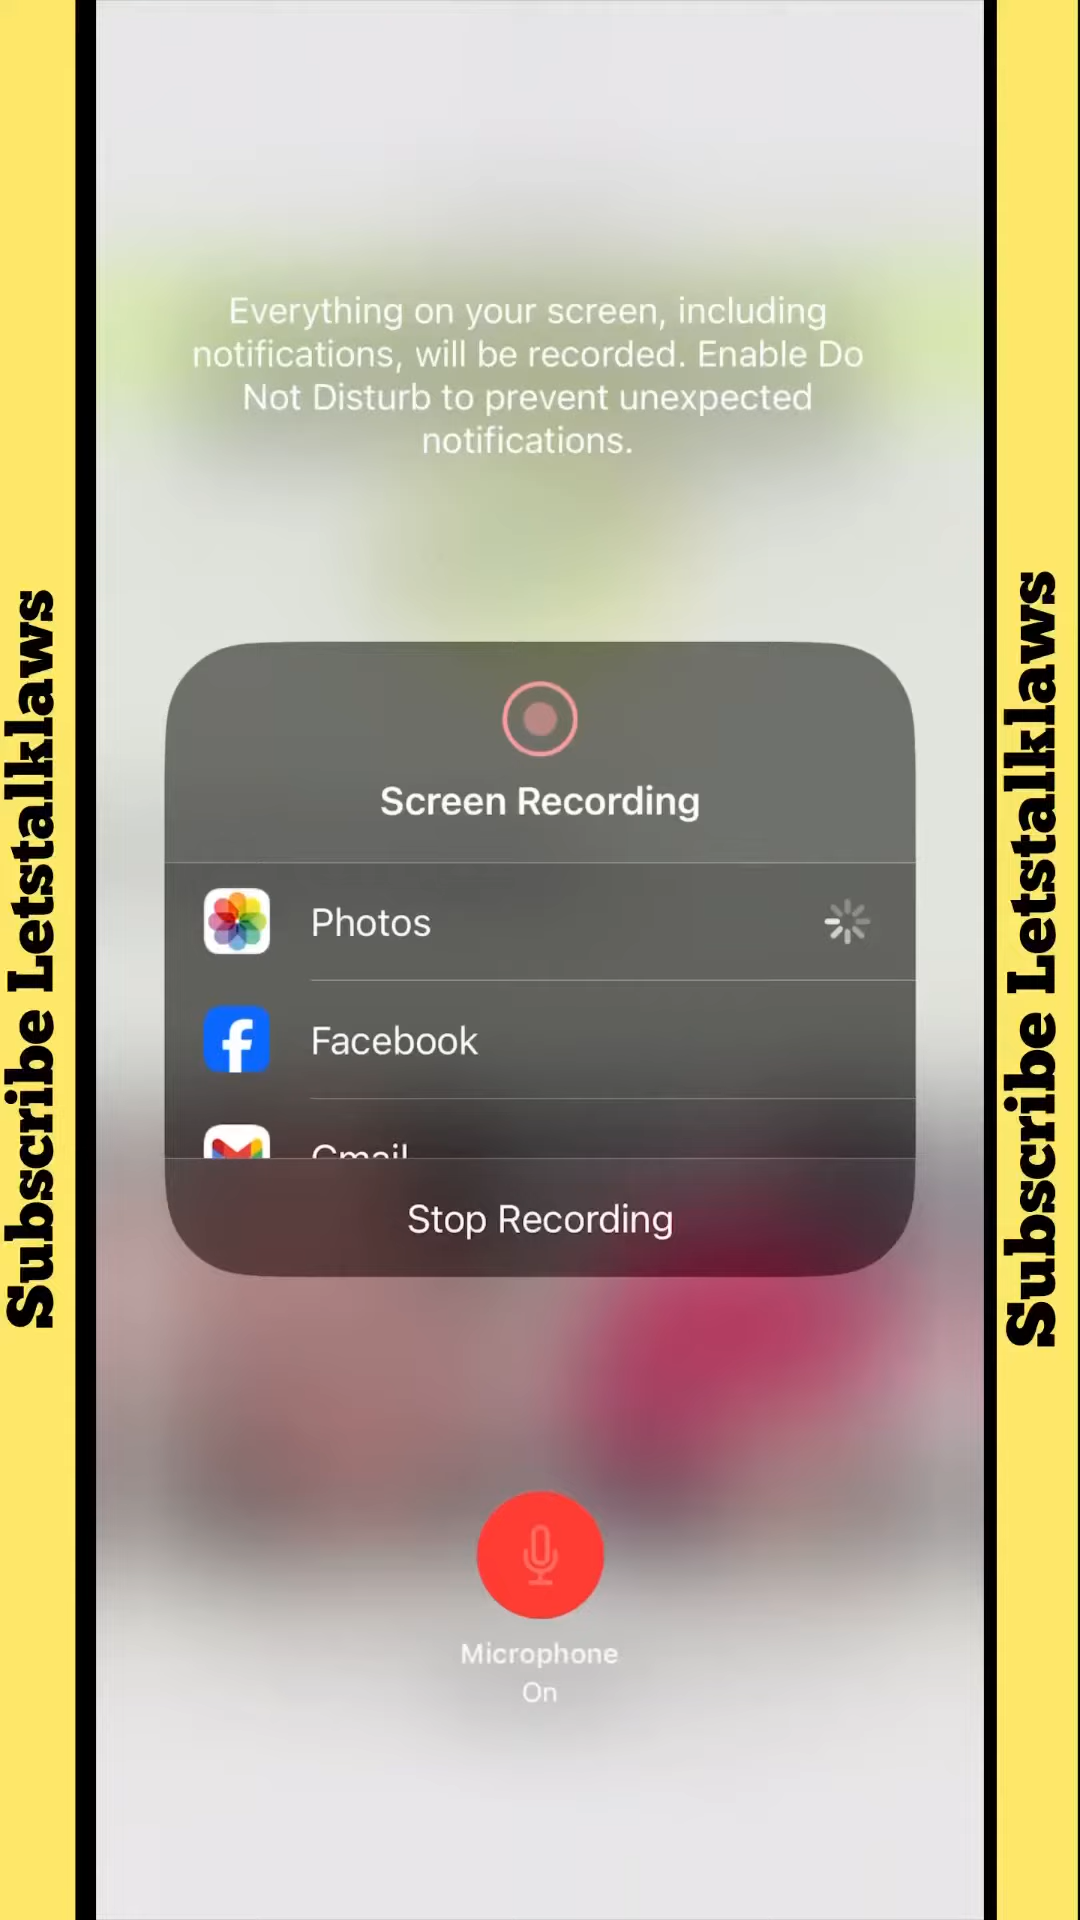 Everything on your screen, including
notifications, will be recorded. Enable Do
Not Disturb to prevent unexpected
notifications.
Screen Recording
Photos
Facebook
Gmail
Stop Recording
Microphone
On
Subscribe Letstalklaws
Subscribe Letstalklaws